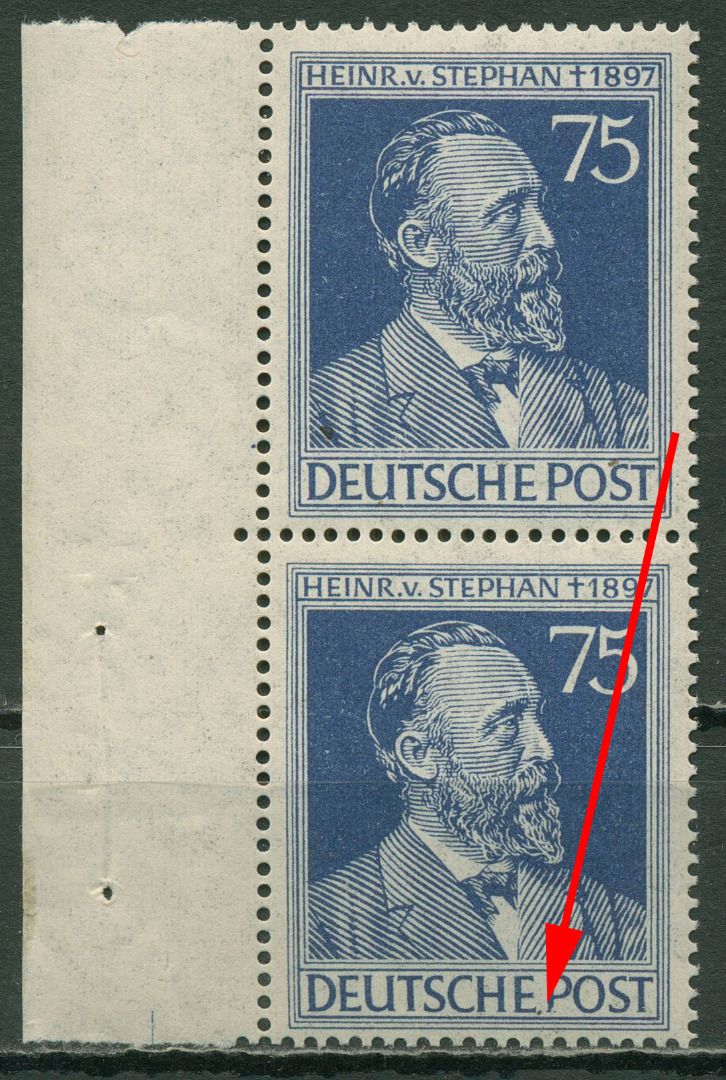 HEINR.v. STEPHAN †1897
75
DEUTSCHE POST
HEINR.v. STEPHAN †1897
75
DEUTSCHE POST